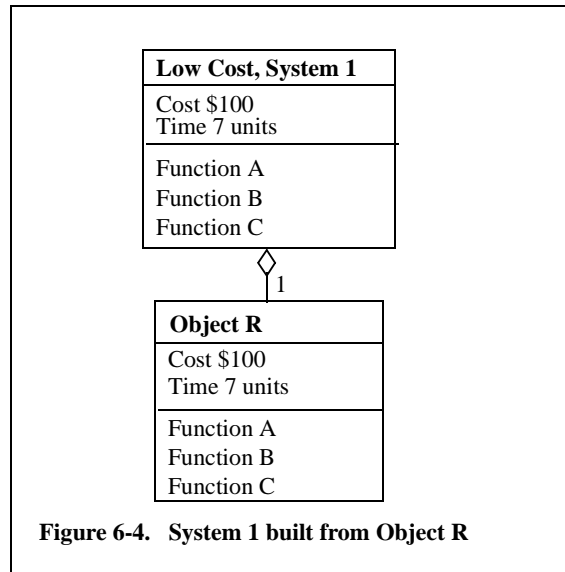 Low Cost, System 1
Cost $100
Time 7 units
Function A
Function B
Function C
1
Object R
Cost $100
Time 7 units
Function A
Function B
Function C
Figure 6-4. System 1 built from Object R